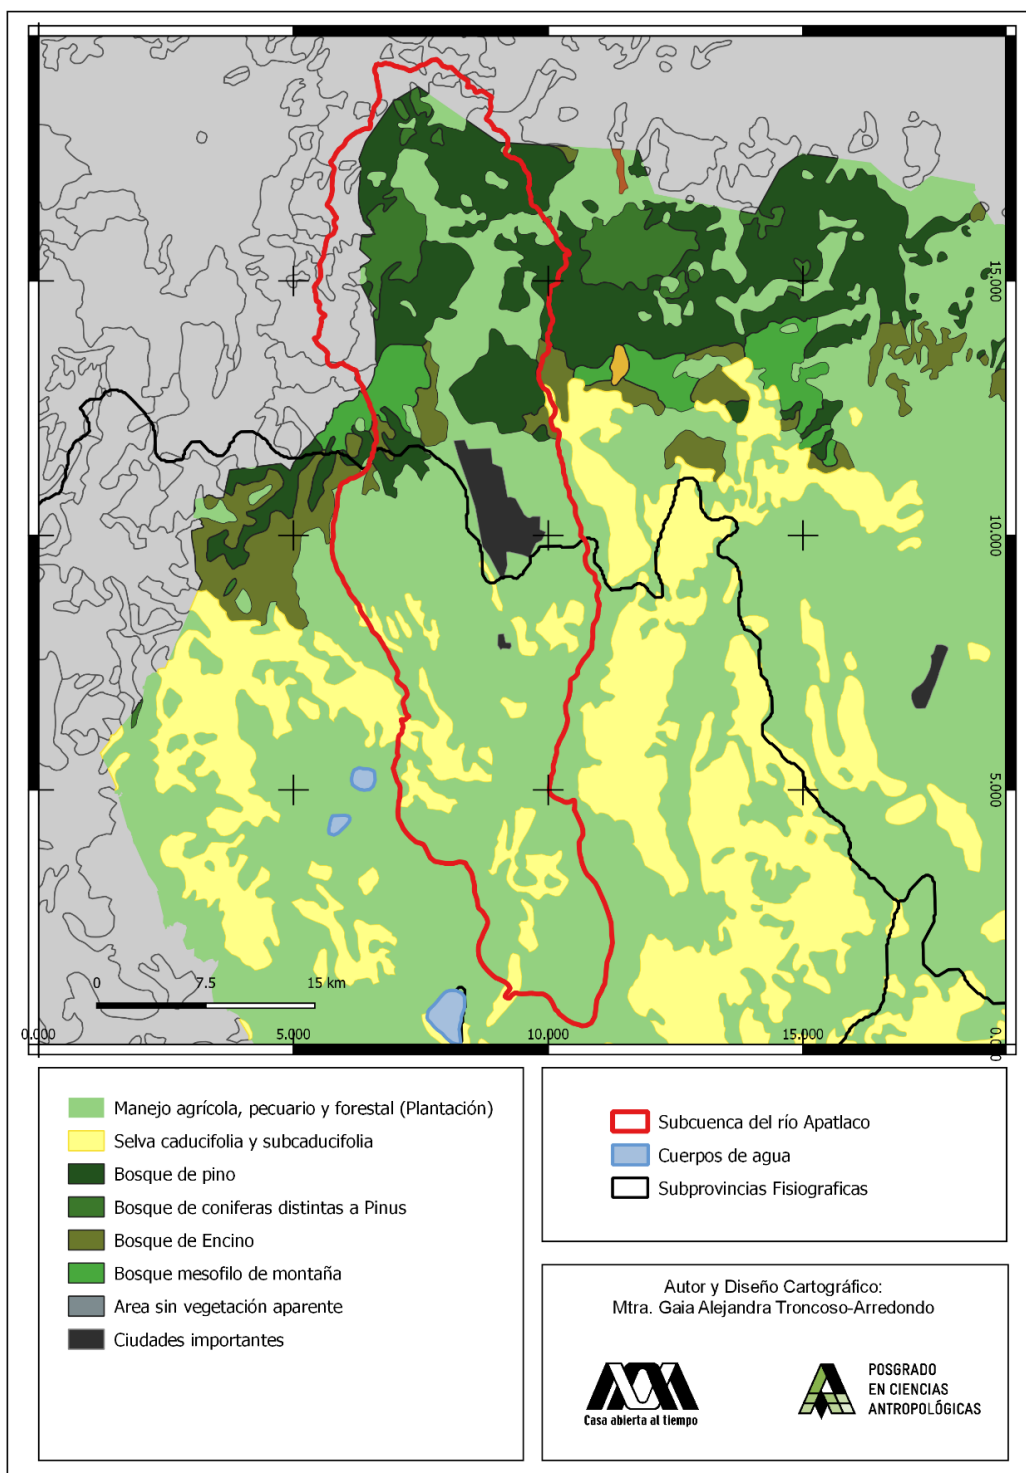 15.000
10.000
5.000
0 7.5 15 km
0.000 5.000 10.000 15.000 0.000
Manejo agrícola, pecuario y forestal (Plantación)
Selva caducifolia y subcaducifolia
Bosque de pino
Bosque de coniferas distintas a Pinus
Bosque de Encino
Bosque mesofilo de montaña
Area sin vegetación aparente
Ciudades importantes
Subcuenca del río Apatlaco
Cuerpos de agua
Subprovincias Fisiograficas
Autor y Diseño Cartográfico:
Mtra. Gaia Alejandra Troncoso-Arredondo
Casa abierta al tiempo
POSGRADO
EN CIENCIAS
ANTROPOLÓGICAS